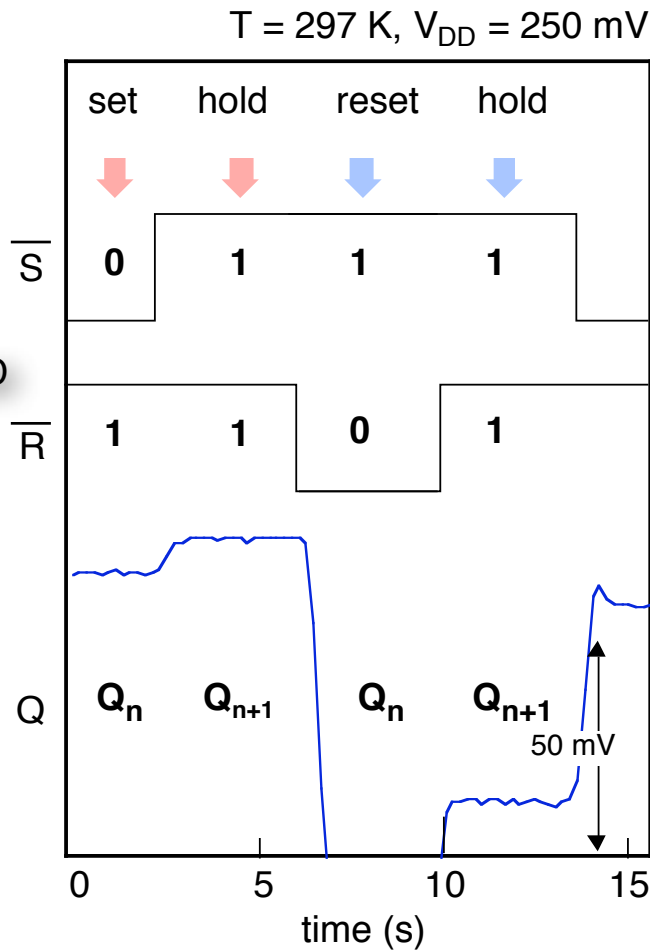 T = 297 K, V_DD = 250 mV
set hold reset hold
S̅ 0 1 1 1
R̅ 1 1 0 1
Q Q_n Q_n+1 Q_n Q_n+1
50 mV
0 5 10 15
time (s)